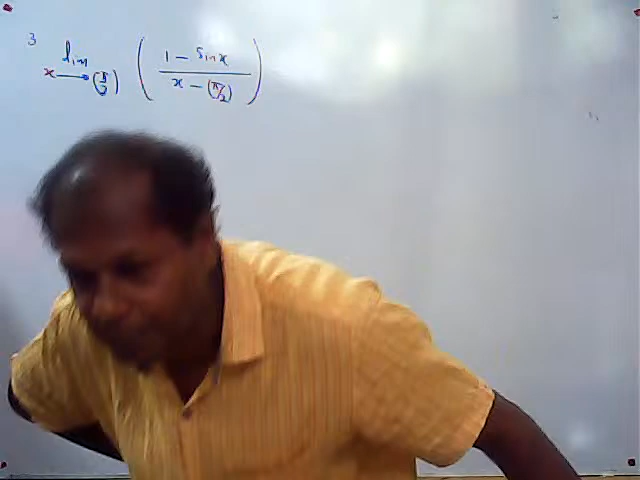 3 lim x→(π/2) ( (1 - sin x) / (x - (π/2)) )